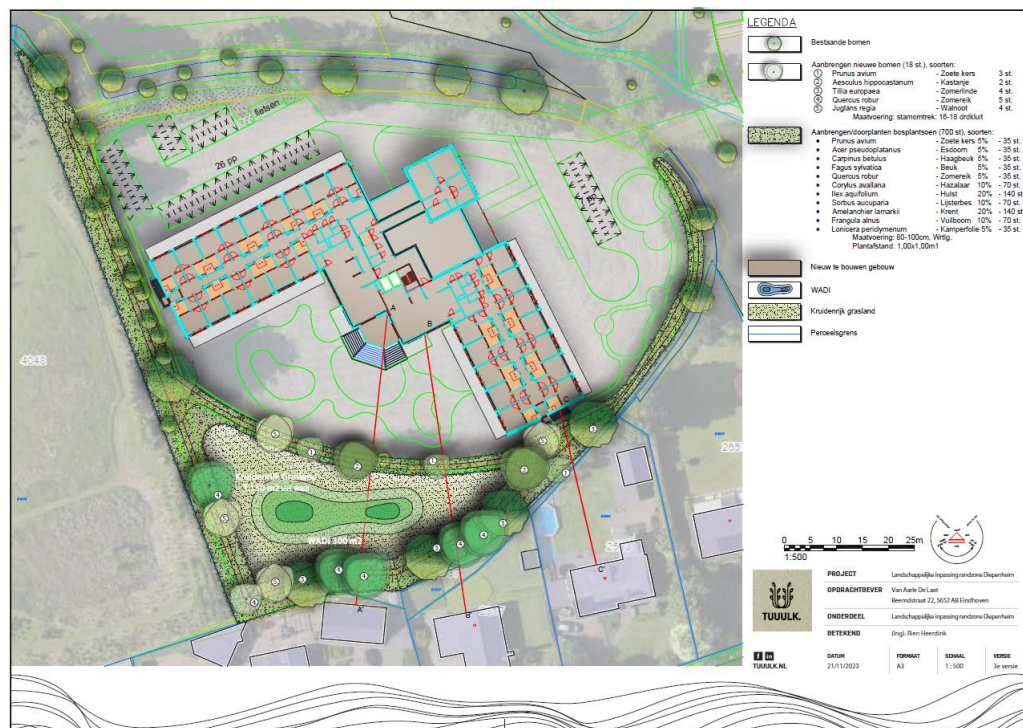 LEGENDA
Bestaande bomen
Aanbrengen nieuwe bomen (18 st.), soorten:
1 Prunus avium - Zoete kers 3 st.
2 Aesculus hippocastanum - Kastanje 2 st.
3 Tillia europaea - Zomerlinde 4 st.
4 Quercus robur - Zomereik 5 st.
5 Juglans regia - Walnoot 4 st.
Maatvoering: stamomtrek: 16-18 drdkluit
Aanbrengen/doorplanten bosplantsoen (700 st), soorten:
• Prunus avium - Zoete kers 5% - 35 st.
• Acer pseudoplatanus - Esdoorn 5% - 35 st.
• Carpinus betulus - Haagbeuk 5% - 35 st.
• Fagus sylvatica - Beuk 5% - 35 st.
• Quercus robur - Zomereik 5% - 35 st.
• Corylus avallana - Hazalaar 10% - 70 st.
• Ilex aquifolium - Hulst 20% - 140 st
• Sorbus aucuparia - Lijsterbes 10% - 70 st.
• Amelanchier lamarkii - Krent 20% - 140 st
• Frangula alnus - Vuilboom 10% - 70 st.
• Lonicera periclymenum - Kamperfolie 5% - 35 st.
Maatvoering: 80-100cm, Wrtlg.
Plantafstand: 1,00x1,00m1
Nieuw te bouwen gebouw
WADI
Kruidenrijk grasland
Perceelsgrens
fietsen
26 pp
4043
A
B
C
Kruidenrijk Grasland
WADI 300 m2
A'
B'
C'
0 5 10 15 20 25m
1:500
TUUULK.
PROJECT Landschappelijke inpassing randzone Diepenheim
OPDRACHTGEVER Van Aarle De Laat
Beemdstraat 22, 5652 AB Eindhoven
ONDERDEEL Landschappelijke inpassing randzone Diepenheim
GETEKEND (Ing). Rien Heerdink
TUUULK.NL
DATUM FORMAAT SCHAAL VERSIE
21/11/2023 A3 1 : 500 3e versie